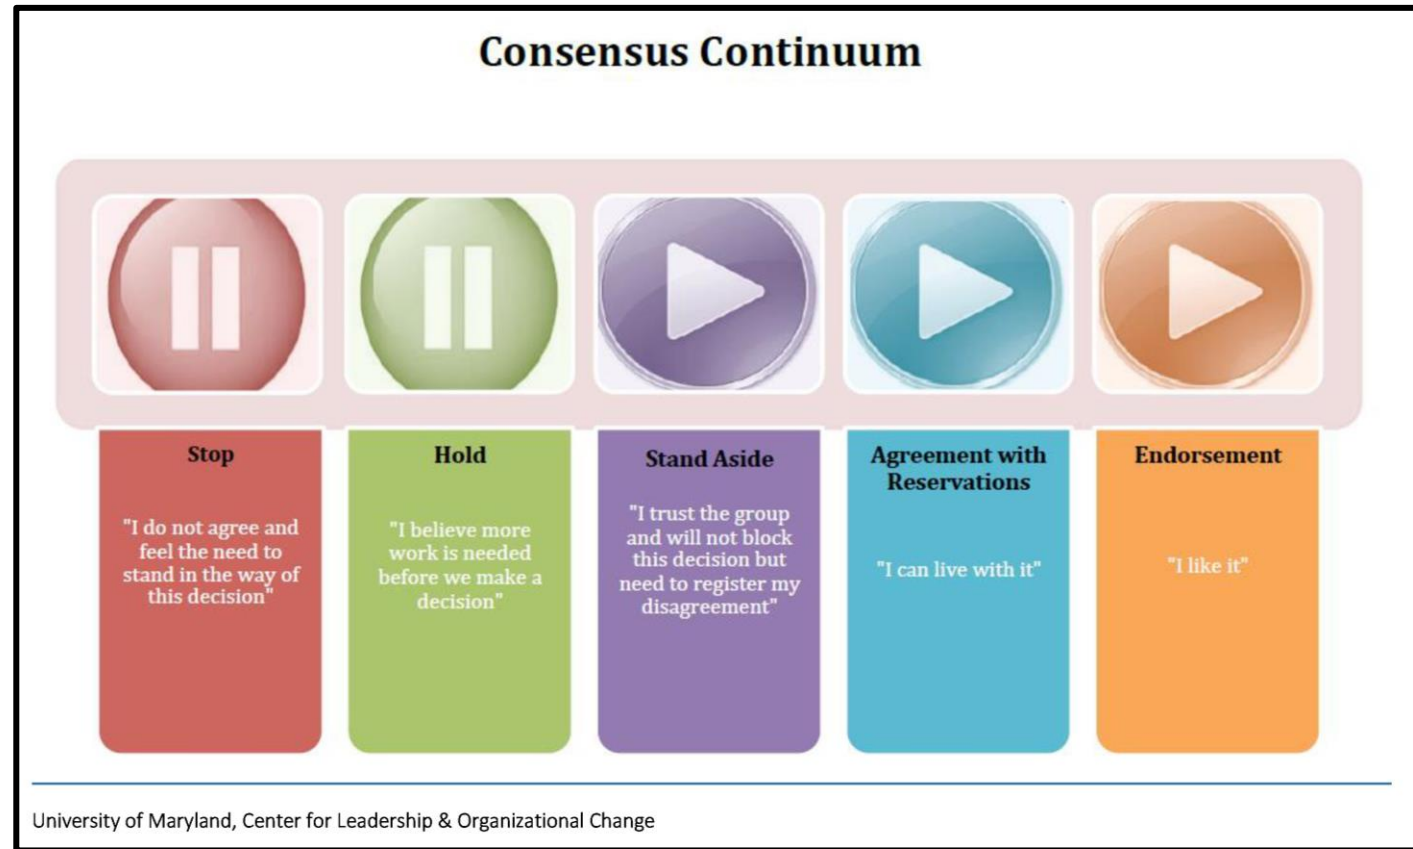 Consensus Continuum
Stop
"I do not agree and
feel the need to
stand in the way of
this decision"
Hold
"I believe more
work is needed
before we make a
decision"
Stand Aside
"I trust the group
and will not block
this decision but
need to register my
disagreement"
Agreement with
Reservations
"I can live with it"
Endorsement
"I like it"
University of Maryland, Center for Leadership & Organizational Change